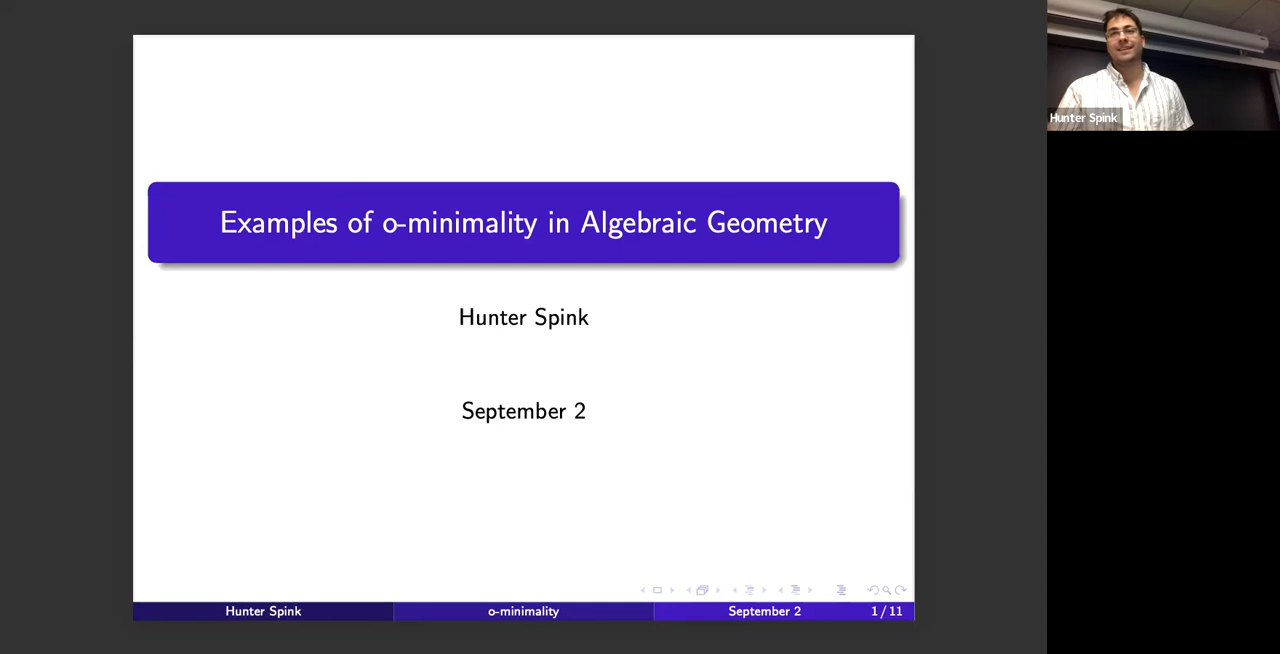 Examples of o-minimality in Algebraic Geometry
Hunter Spink
September 2
Hunter Spink
o-minimality
September 2
1 / 11
Hunter Spink